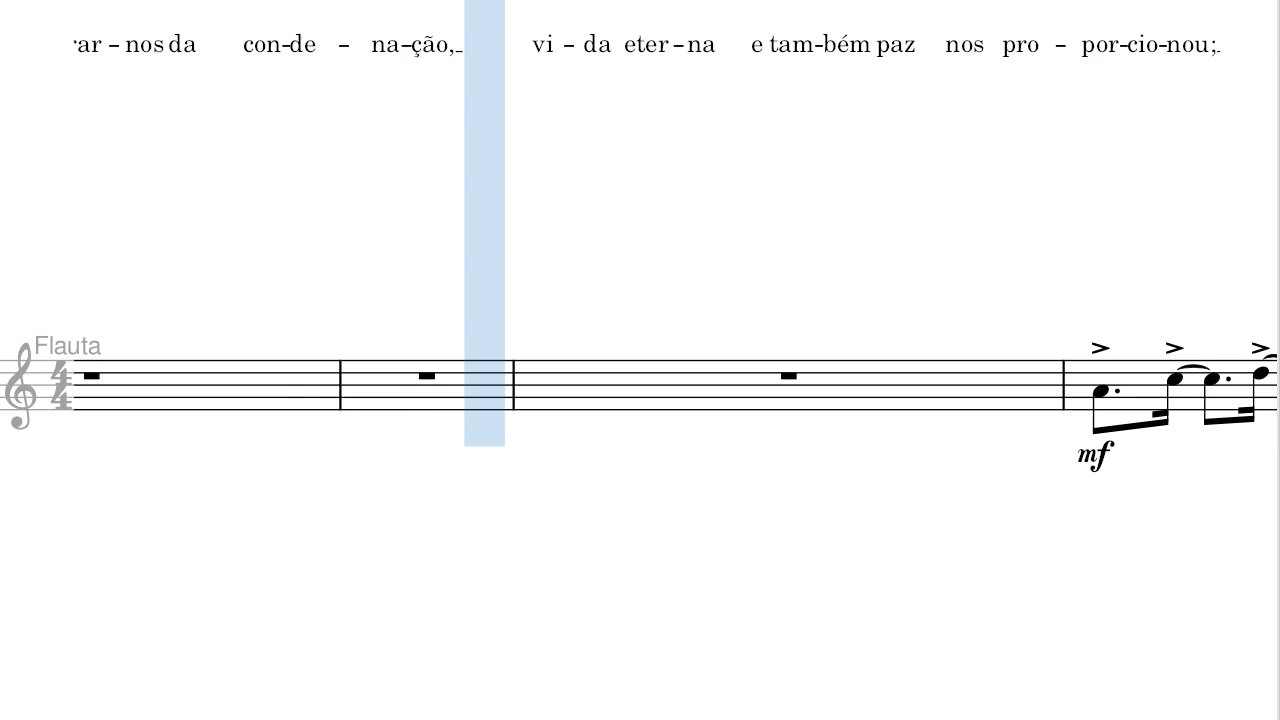 ar – nos da con-de – na-ção, vi – da eter – na e tam-bém paz nos pro – por-cio-nou;
Flauta
mf